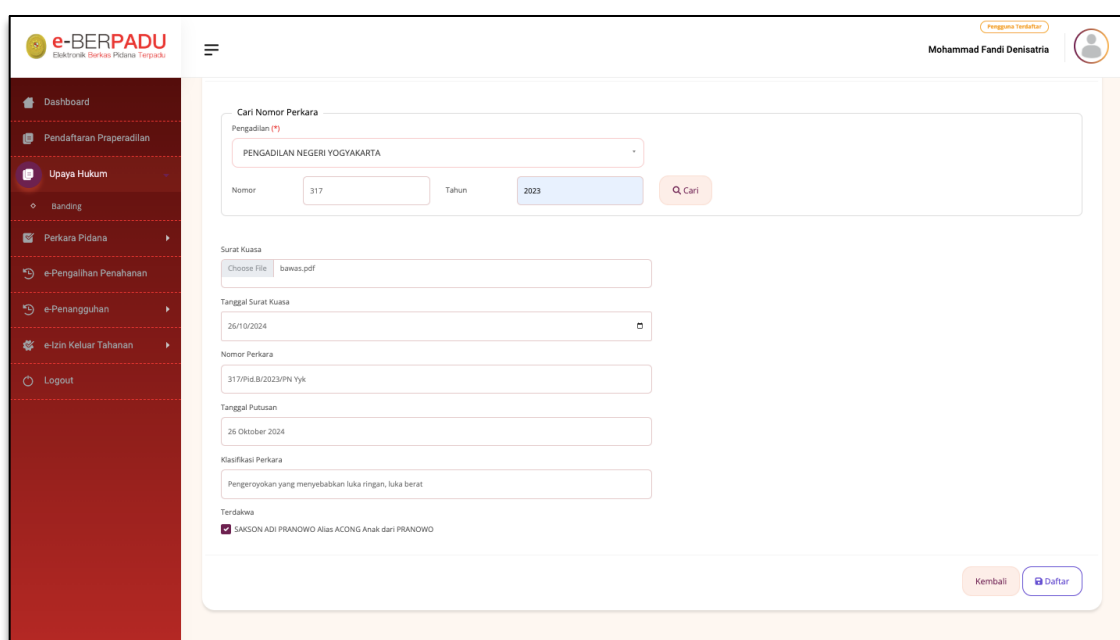 e-BERPADU
Elektronik Berkas Pidana Terpadu
Pengguna Terdaftar
Mohammad Fandi Denisatria
Dashboard
Pendaftaran Praperadilan
Upaya Hukum
Banding
Perkara Pidana
e-Pengalihan Penahanan
e-Penangguhan
e-Izin Keluar Tahanan
Logout
Cari Nomor Perkara
Pengadilan (*)
PENGADILAN NEGERI YOGYAKARTA
Nomor 317 Tahun 2023 Cari
Surat Kuasa
Choose File bawas.pdf
Tanggal Surat Kuasa
26/10/2024
Nomor Perkara
317/Pid.B/2023/PN Yyk
Tanggal Putusan
26 Oktober 2024
Klasifikasi Perkara
Pengeroyokan yang menyebabkan luka ringan, luka berat
Terdakwa
SAKSON ADI PRANOWO Alias ACONG Anak dari PRANOWO
Kembali Daftar